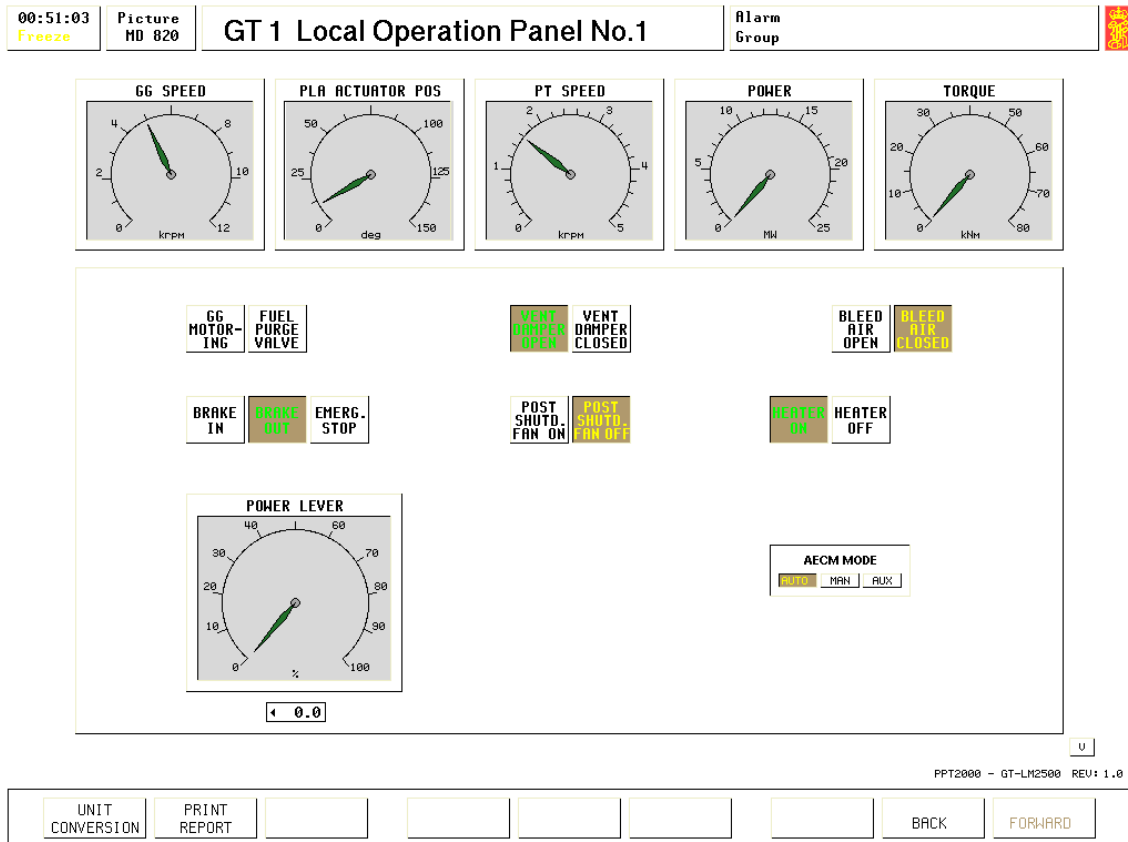 00:51:03
Freeze
Picture
MD 820
GT 1 Local Operation Panel No.1
Alarm
Group
GG SPEED
0 2 4 8 10 12
krpm
PLA ACTUATOR POS
0 25 50 100 125 150
deg
PT SPEED
0 1 2 3 4 5
krpm
POWER
0 5 10 15 20 25
MW
TORQUE
0 10 20 30 50 60 70 80
kNm
GG
MOTOR-
ING
FUEL
PURGE
VALVE
VENT
DAMPER
OPEN
VENT
DAMPER
CLOSED
BLEED
AIR
OPEN
BLEED
AIR
CLOSED
BRAKE
IN
BRAKE
OUT
EMERG.
STOP
POST
SHUTD.
FAN ON
POST
SHUTD.
FAN OFF
HEATER
ON
HEATER
OFF
POWER LEVER
0 10 20 30 40 60 70 80 90 100
%
0.0
AECM MODE
AUTO MAN AUX
V
PPT2000 - GT-LM2500 REV: 1.0
UNIT
CONVERSION
PRINT
REPORT
BACK
FORWARD